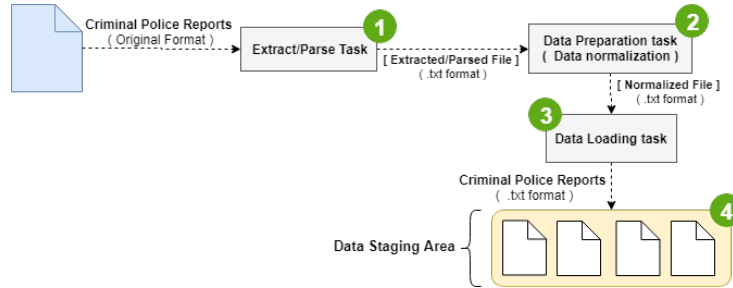 Criminal Police Reports
( Original Format )
1
Extract/Parse Task
[ Extracted/Parsed File ]
( .txt format )
2
Data Preparation task
( Data normalization )
[ Normalized File ]
( .txt format )
3
Data Loading task
Criminal Police Reports
( .txt format )
4
Data Staging Area